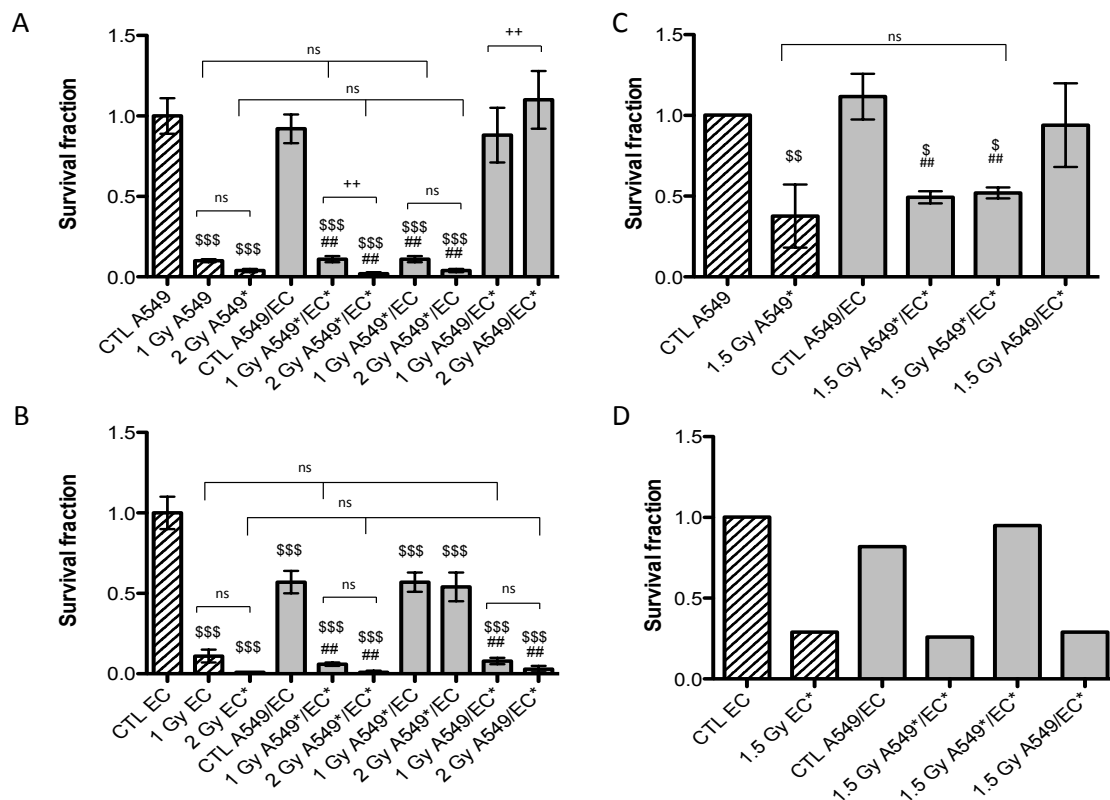 A
Survival fraction
1.5
1.0
0.5
0.0
ns
ns
++
ns
++
ns
$$$
$$$
$$$
##
$$$
##
$$$
##
$$$
##
CTL A549
1 Gy A549
2 Gy A549*
CTL A549/EC
1 Gy A549*/EC*
2 Gy A549*/EC*
1 Gy A549*/EC
2 Gy A549*/EC
1 Gy A549/EC*
2 Gy A549/EC*
B
Survival fraction
1.5
1.0
0.5
0.0
ns
ns
ns
ns
ns
$$$
$$$
$$$
$$$
##
$$$
##
$$$
$$$
$$$
##
$$$
##
CTL EC
1 Gy EC
2 Gy EC*
CTL A549/EC
1 Gy A549*/EC*
2 Gy A549*/EC*
1 Gy A549*/EC
2 Gy A549*/EC
1 Gy A549/EC*
2 Gy A549/EC*
C
Survival fraction
1.5
1.0
0.5
0.0
ns
$$
$
##
$
##
CTL A549
1.5 Gy A549*
CTL A549/EC
1.5 Gy A549*/EC*
1.5 Gy A549*/EC*
1.5 Gy A549/EC*
D
Survival fraction
1.5
1.0
0.5
0.0
CTL EC
1.5 Gy EC*
CTL A549/EC
1.5 Gy A549*/EC*
1.5 Gy A549*/EC*
1.5 Gy A549/EC*